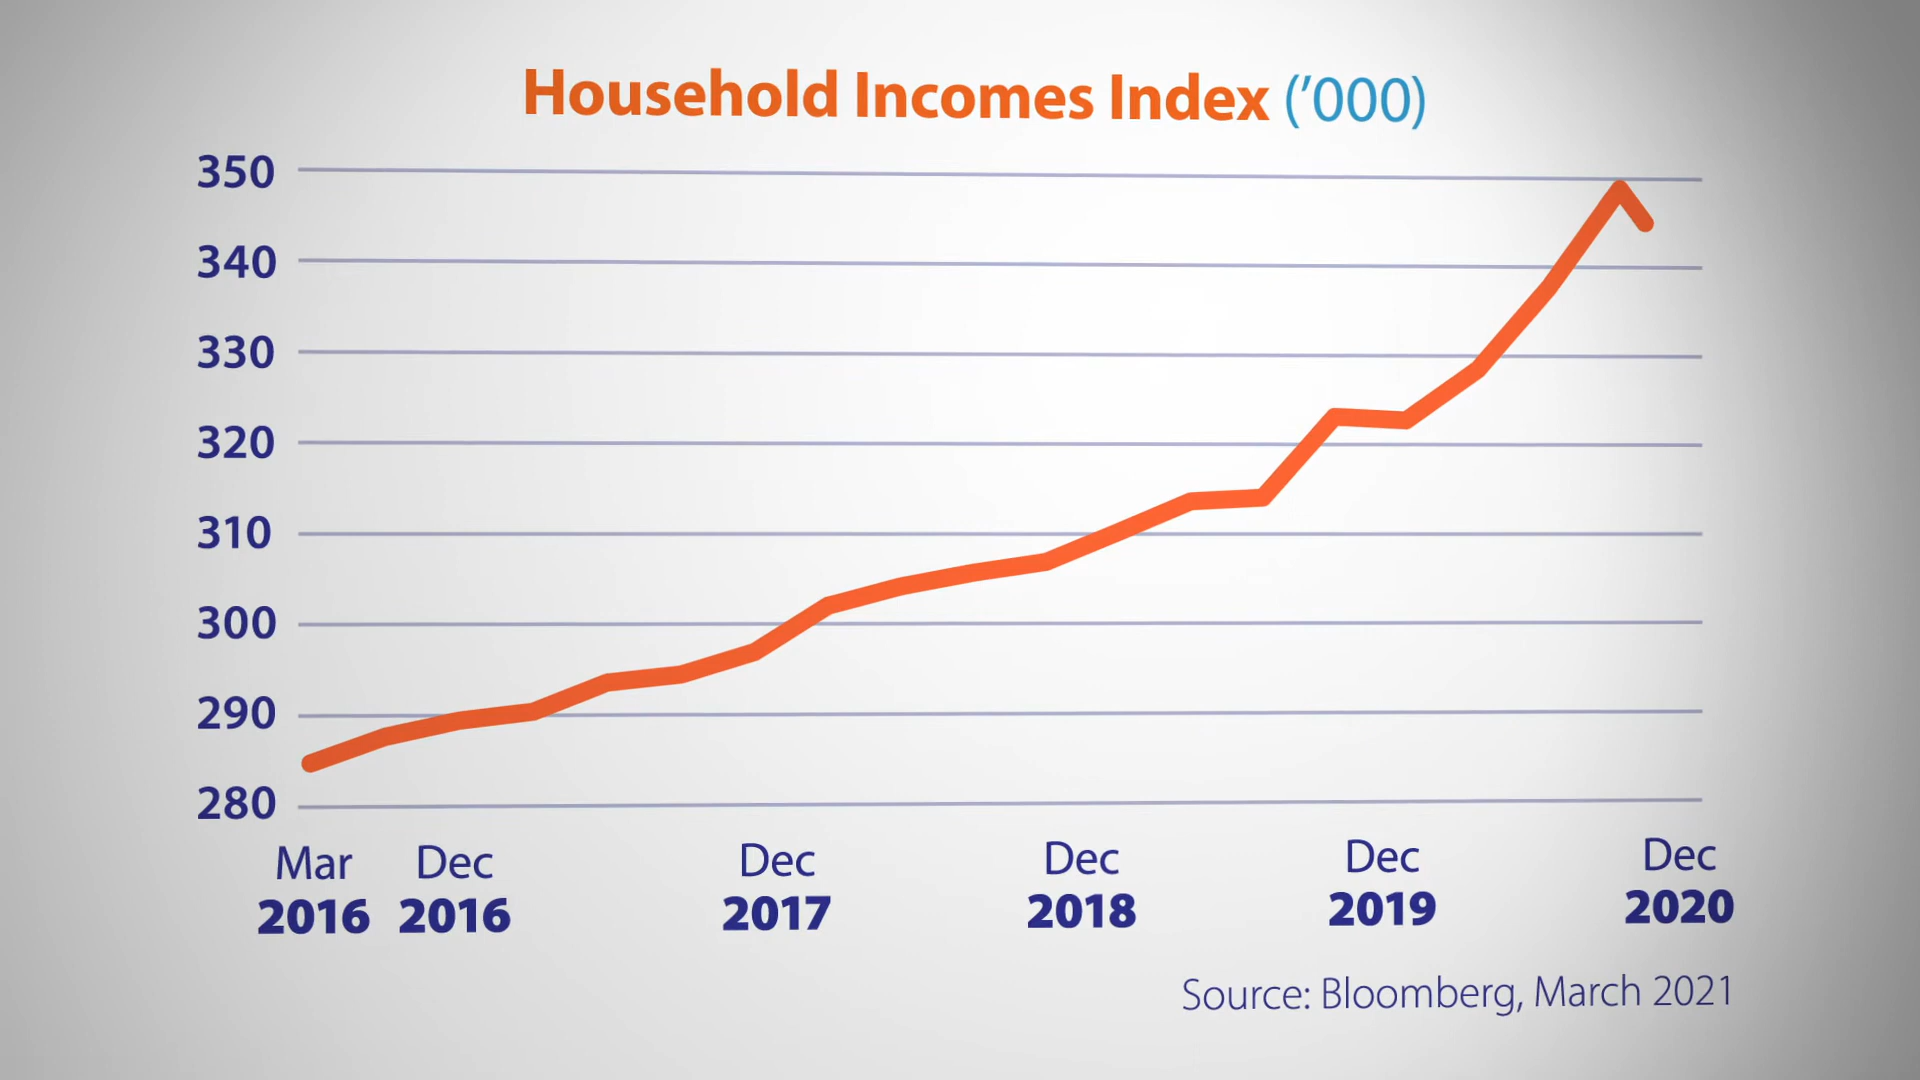 Household Incomes Index ('000)
350
340
330
320
310
300
290
280
Mar 2016
Dec 2016
Dec 2017
Dec 2018
Dec 2019
Dec 2020
Source: Bloomberg, March 2021